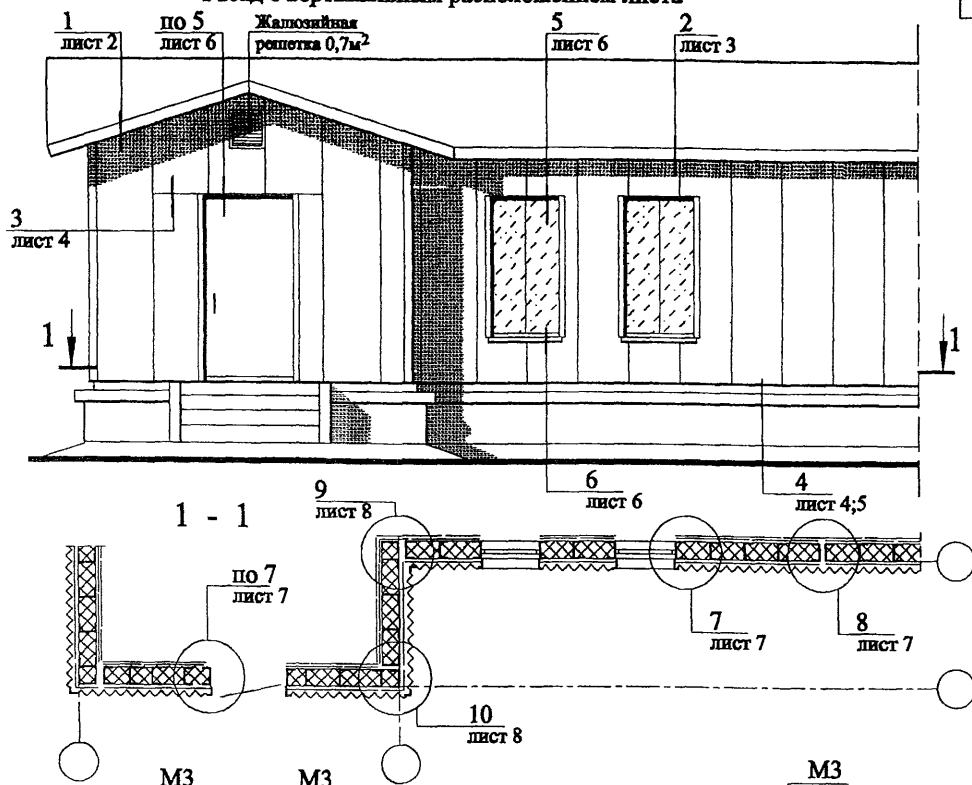 1
лист 2
по 5
лист 6
Жалюзийная
решетка 0,7м²
5
лист 6
2
лист 3
3
лист 4
1
1
6
лист 6
4
лист 4;5
1 - 1
9
лист 8
по 7
лист 7
7
лист 7
8
лист 7
10
лист 8
М3
М3
М3